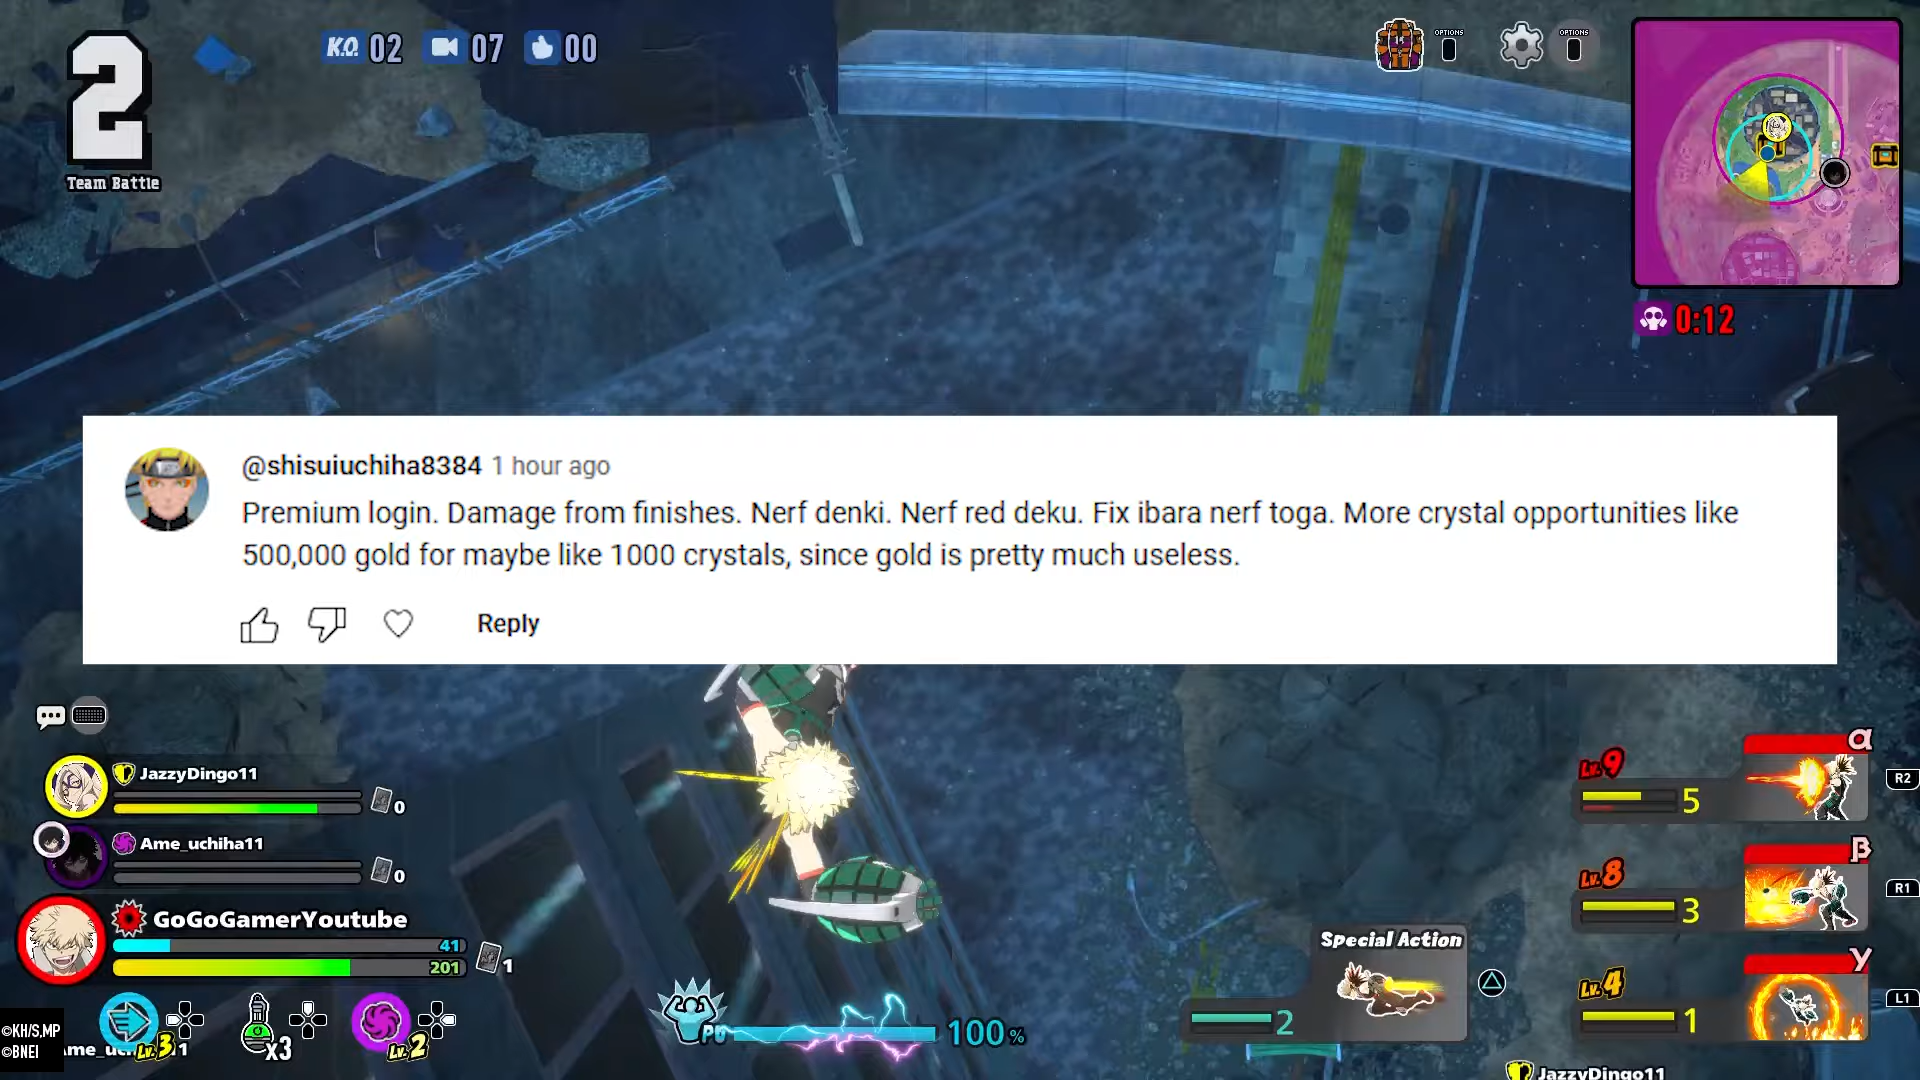 2
Team Battle
K.O. 02 07 00
OPTIONS
OPTIONS
0:12
@shisuiuchiha8384 1 hour ago
Premium login. Damage from finishes. Nerf denki. Nerf red deku. Fix ibara nerf toga. More crystal opportunities like
500,000 gold for maybe like 1000 crystals, since gold is pretty much useless.
Reply
JazzyDingo11
0
Ame_uchiha11
0
GoGoGamerYoutube
41
201
1
Lv.3
x3
Lv.2
PU
100%
Special Action
2
Lv.9
5
α
R2
Lv.8
3
β
R1
Lv.4
1
γ
L1
©KH/S,MP
©BNEI
JazzyDingo11